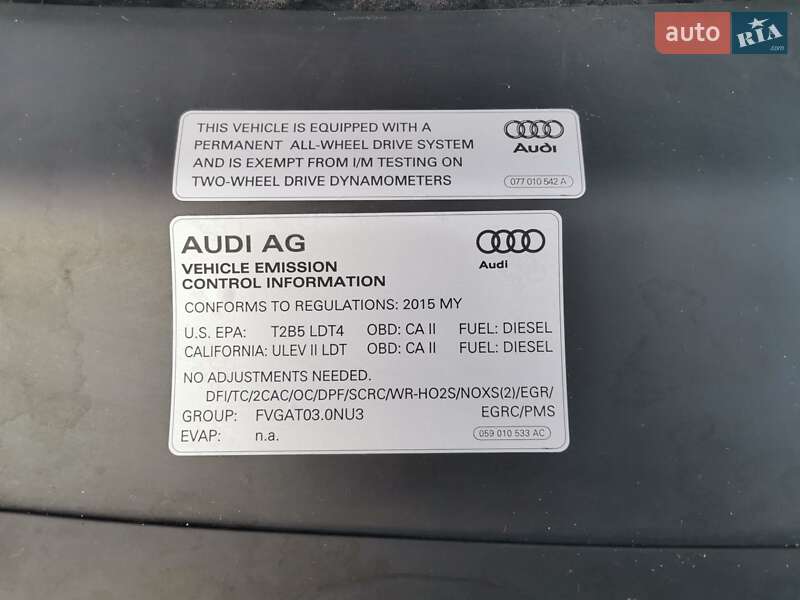 auto RIA .com
THIS VEHICLE IS EQUIPPED WITH A
PERMANENT ALL-WHEEL DRIVE SYSTEM
AND IS EXEMPT FROM I/M TESTING ON
TWO-WHEEL DRIVE DYNAMOMETERS
Audi
077 010 542 A
AUDI AG
VEHICLE EMISSION
CONTROL INFORMATION
Audi
CONFORMS TO REGULATIONS: 2015 MY
U.S. EPA: T2B5 LDT4 OBD: CA II FUEL: DIESEL
CALIFORNIA: ULEV II LDT OBD: CA II FUEL: DIESEL
NO ADJUSTMENTS NEEDED.
DFI/TC/2CAC/OC/DPF/SCRC/WR-HO2S/NOXS(2)/EGR/
GROUP: FVGAT03.0NU3 EGRC/PMS
EVAP: n.a. 059 010 533 AC